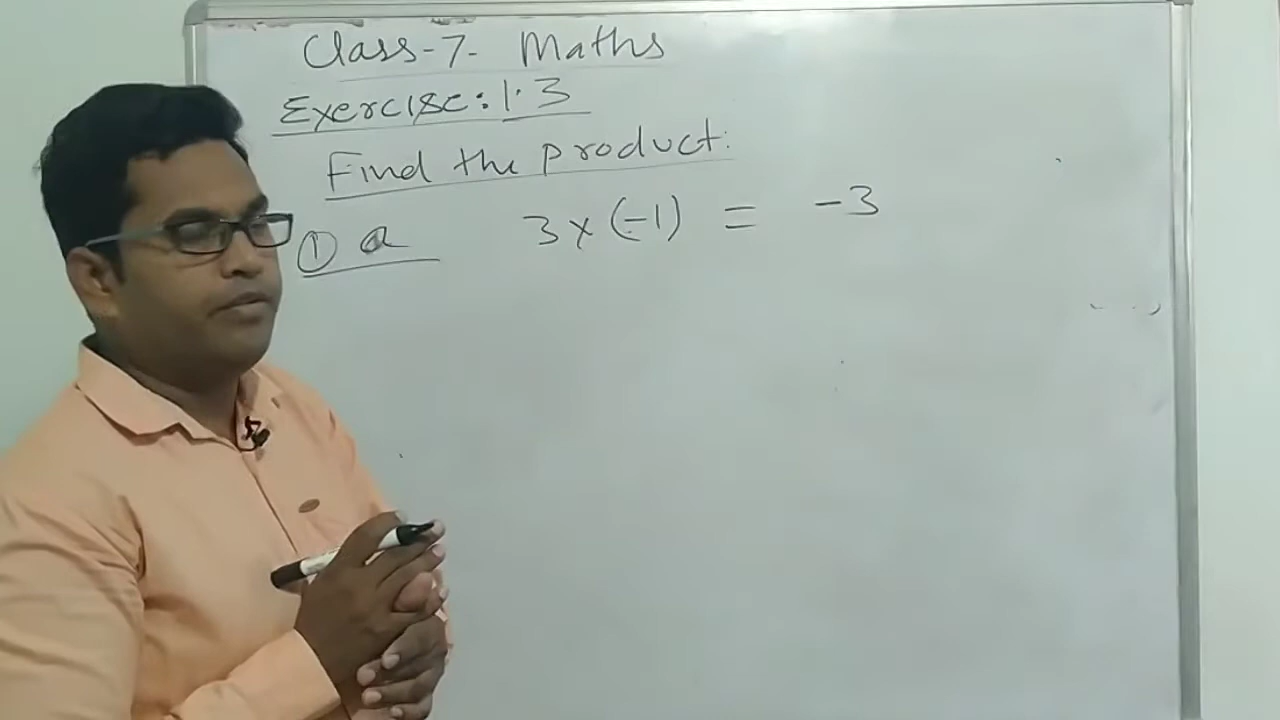 Class-7- Maths
Exercise: 1.3
Find the product:
① a 3 x (-1) = -3